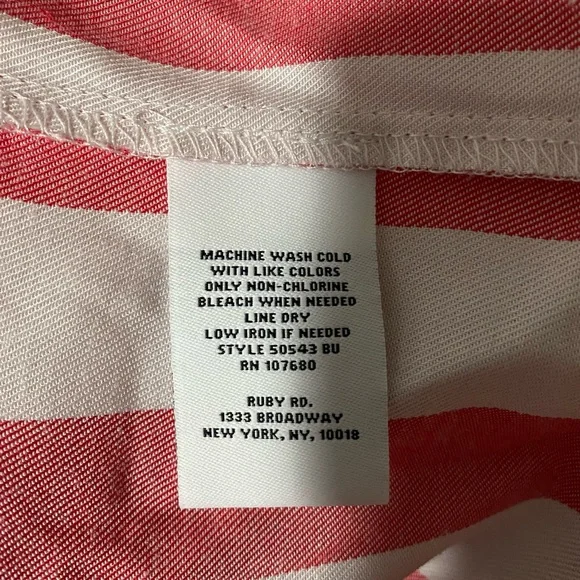 MACHINE WASH COLD
WITH LIKE COLORS
ONLY NON-CHLORINE
BLEACH WHEN NEEDED
LINE DRY
LOW IRON IF NEEDED
STYLE 50543 BU
RN 107680
RUBY RD.
1333 BROADWAY
NEW YORK, NY, 10018